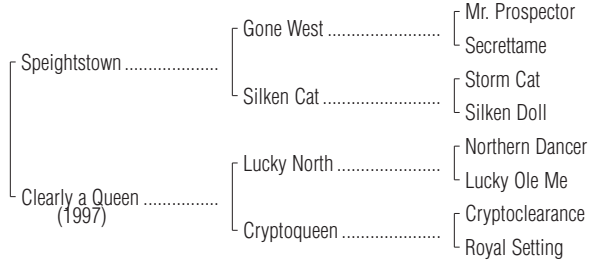 Mr. Prospector
Gone West ........................
Secrettame
Speightstown ....................
Storm Cat
Silken Cat .........................
Silken Doll
Northern Dancer
Lucky North ......................
Lucky Ole Me
Clearly a Queen ................
(1997)
Cryptoclearance
Cryptoqueen .....................
Royal Setting